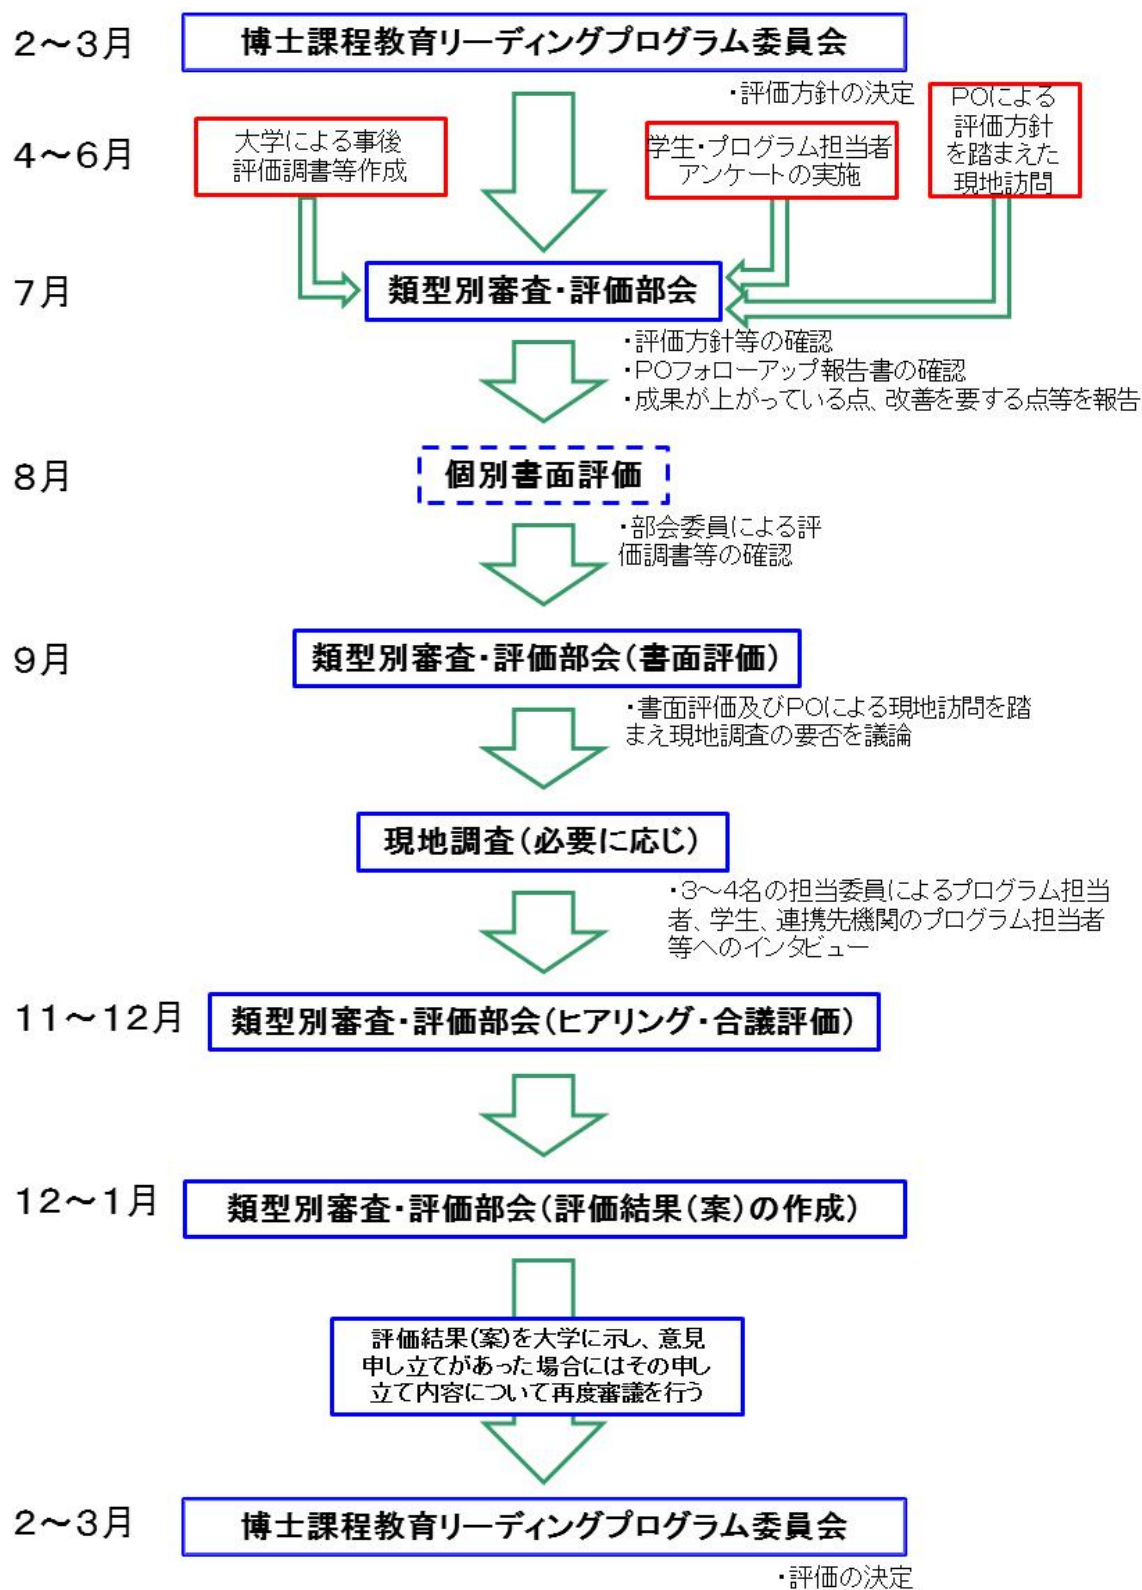 2～3月
博士課程教育リーディングプログラム委員会
・評価方針の決定
4～6月
大学による事後
評価調書等作成
学生・プログラム担当者
アンケートの実施
POによる
評価方針
を踏まえた
現地訪問
7月
類型別審査・評価部会
・評価方針等の確認
・POフォローアップ報告書の確認
・成果が上がっている点、改善を要する点等を報告
8月
個別書面評価
・部会委員による評
価調書等の確認
9月
類型別審査・評価部会（書面評価）
・書面評価及びPOによる現地訪問を踏
まえ現地調査の要否を議論
現地調査（必要に応じ）
・3～4名の担当委員によるプログラム担当
者、学生、連携先機関のプログラム担当者
等へのインタビュー
11～12月
類型別審査・評価部会（ヒアリング・合議評価）
12～1月
類型別審査・評価部会（評価結果（案）の作成）
評価結果（案）を大学に示し、意見
申し立てがあった場合にはその申し
立て内容について再度審議を行う
2～3月
博士課程教育リーディングプログラム委員会
・評価の決定